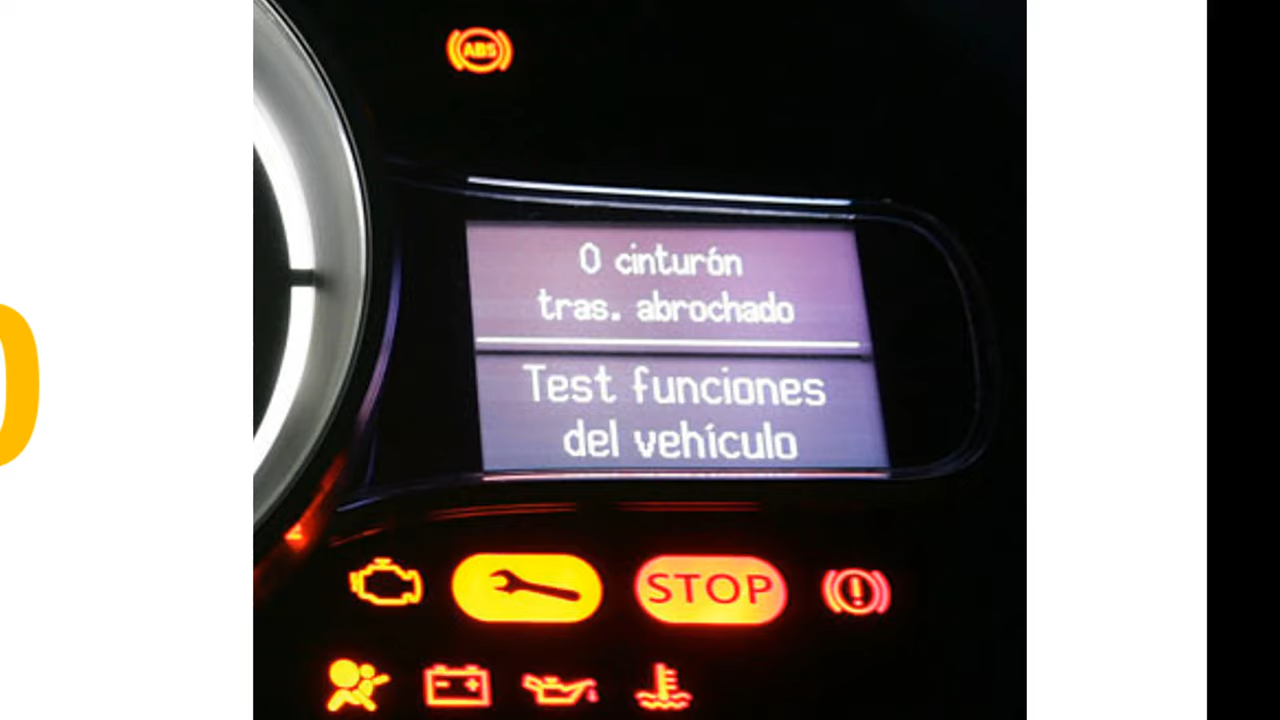 ABS
0 cinturón
tras. abrochado
Test funciones
del vehículo
STOP